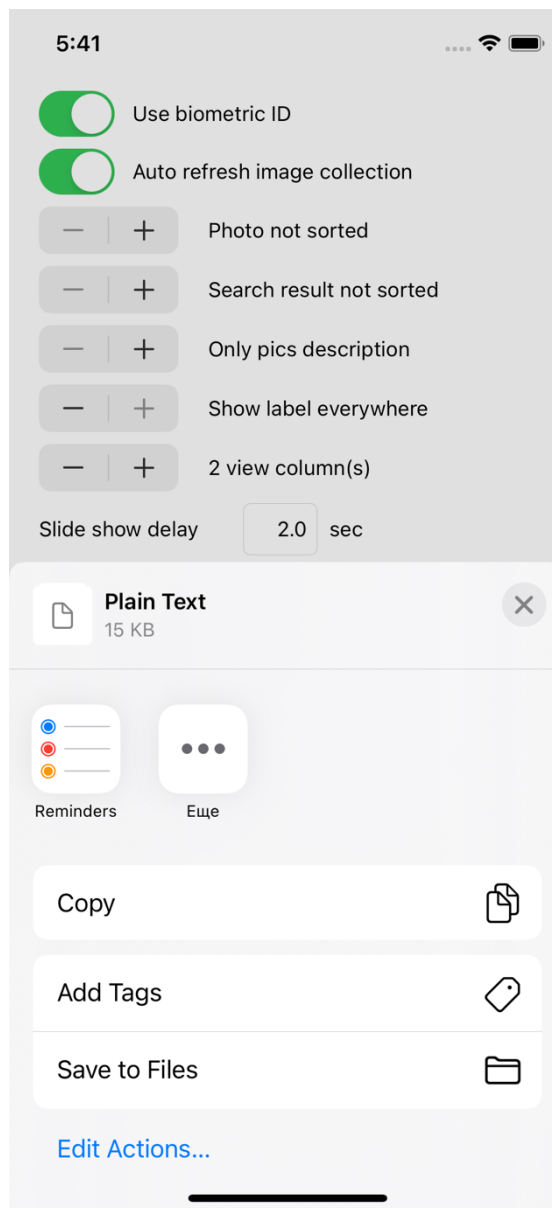 5:41
Use biometric ID
Auto refresh image collection
Photo not sorted
Search result not sorted
Only pics description
Show label everywhere
2 view column(s)
Slide show delay 2.0 sec
Plain Text
15 KB
Reminders Еще
Copy
Add Tags
Save to Files
Edit Actions...